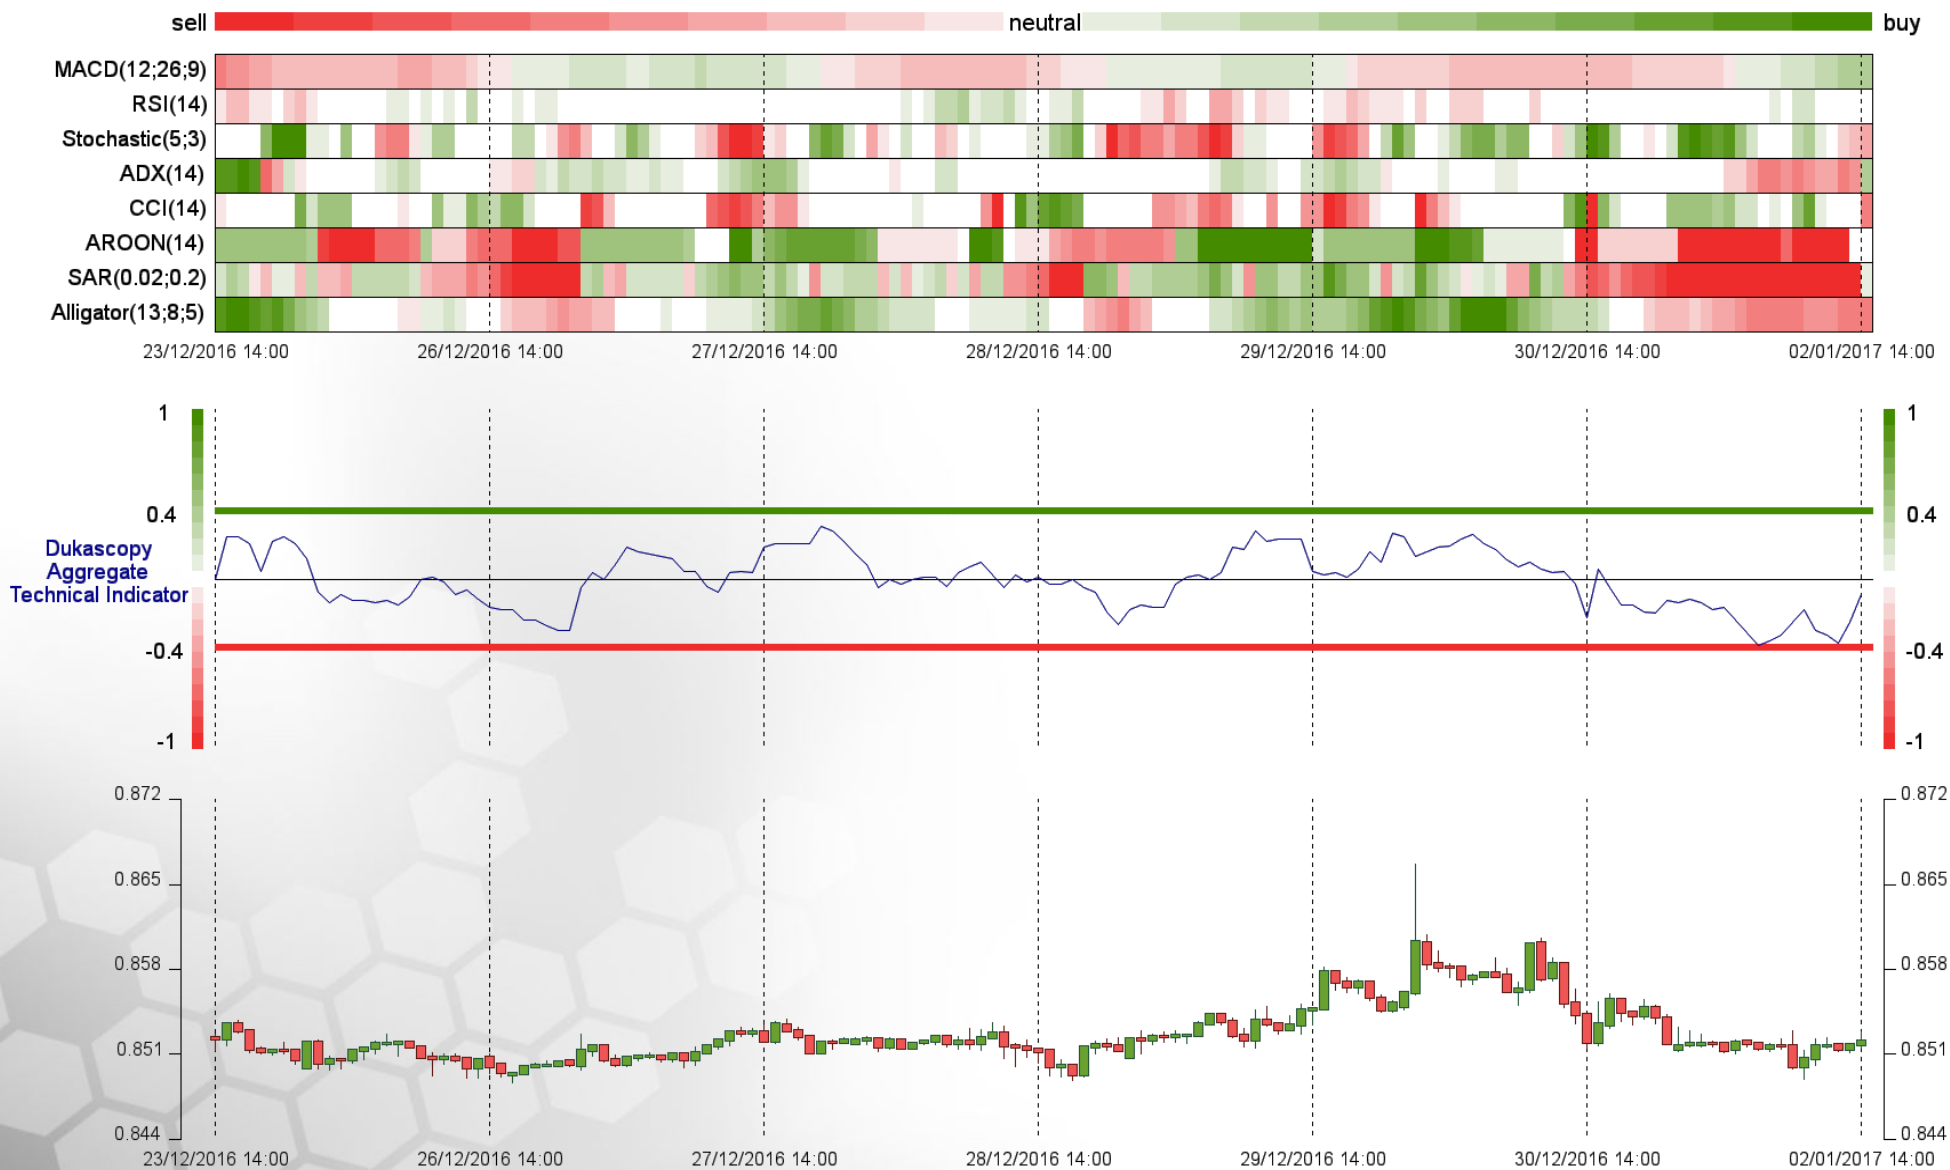 sell neutral buy
MACD(12;26;9)
RSI(14)
Stochastic(5;3)
ADX(14)
CCI(14)
AROON(14)
SAR(0.02;0.2)
Alligator(13;8;5)
23/12/2016 14:00 26/12/2016 14:00 27/12/2016 14:00 28/12/2016 14:00 29/12/2016 14:00 30/12/2016 14:00 02/01/2017 14:00
1 1
0.4 0.4
Dukascopy
Aggregate
Technical Indicator
-0.4 -0.4
-1 -1
0.872 0.872
0.865 0.865
0.858 0.858
0.851 0.851
0.844 0.844
23/12/2016 14:00 26/12/2016 14:00 27/12/2016 14:00 28/12/2016 14:00 29/12/2016 14:00 30/12/2016 14:00 02/01/2017 14:00